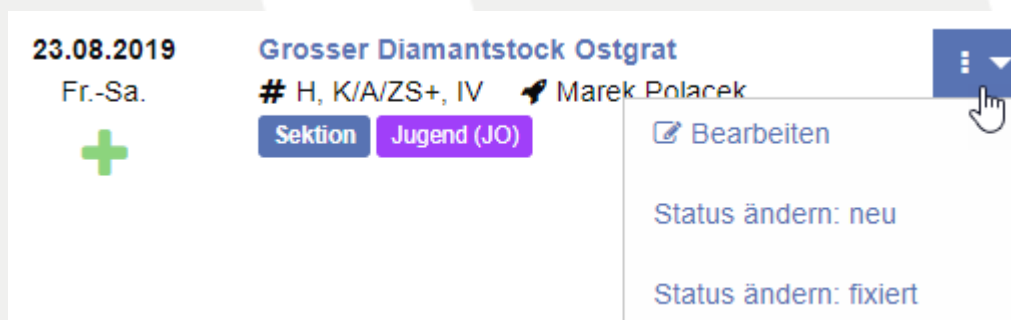 23.08.2019
Fr.-Sa.
Grosser Diamantstock Ostgrat
# H, K/A/ZS+, IV Marek Polacek
Sektion Jugend (JO)
Bearbeiten
Status ändern: neu
Status ändern: fixiert